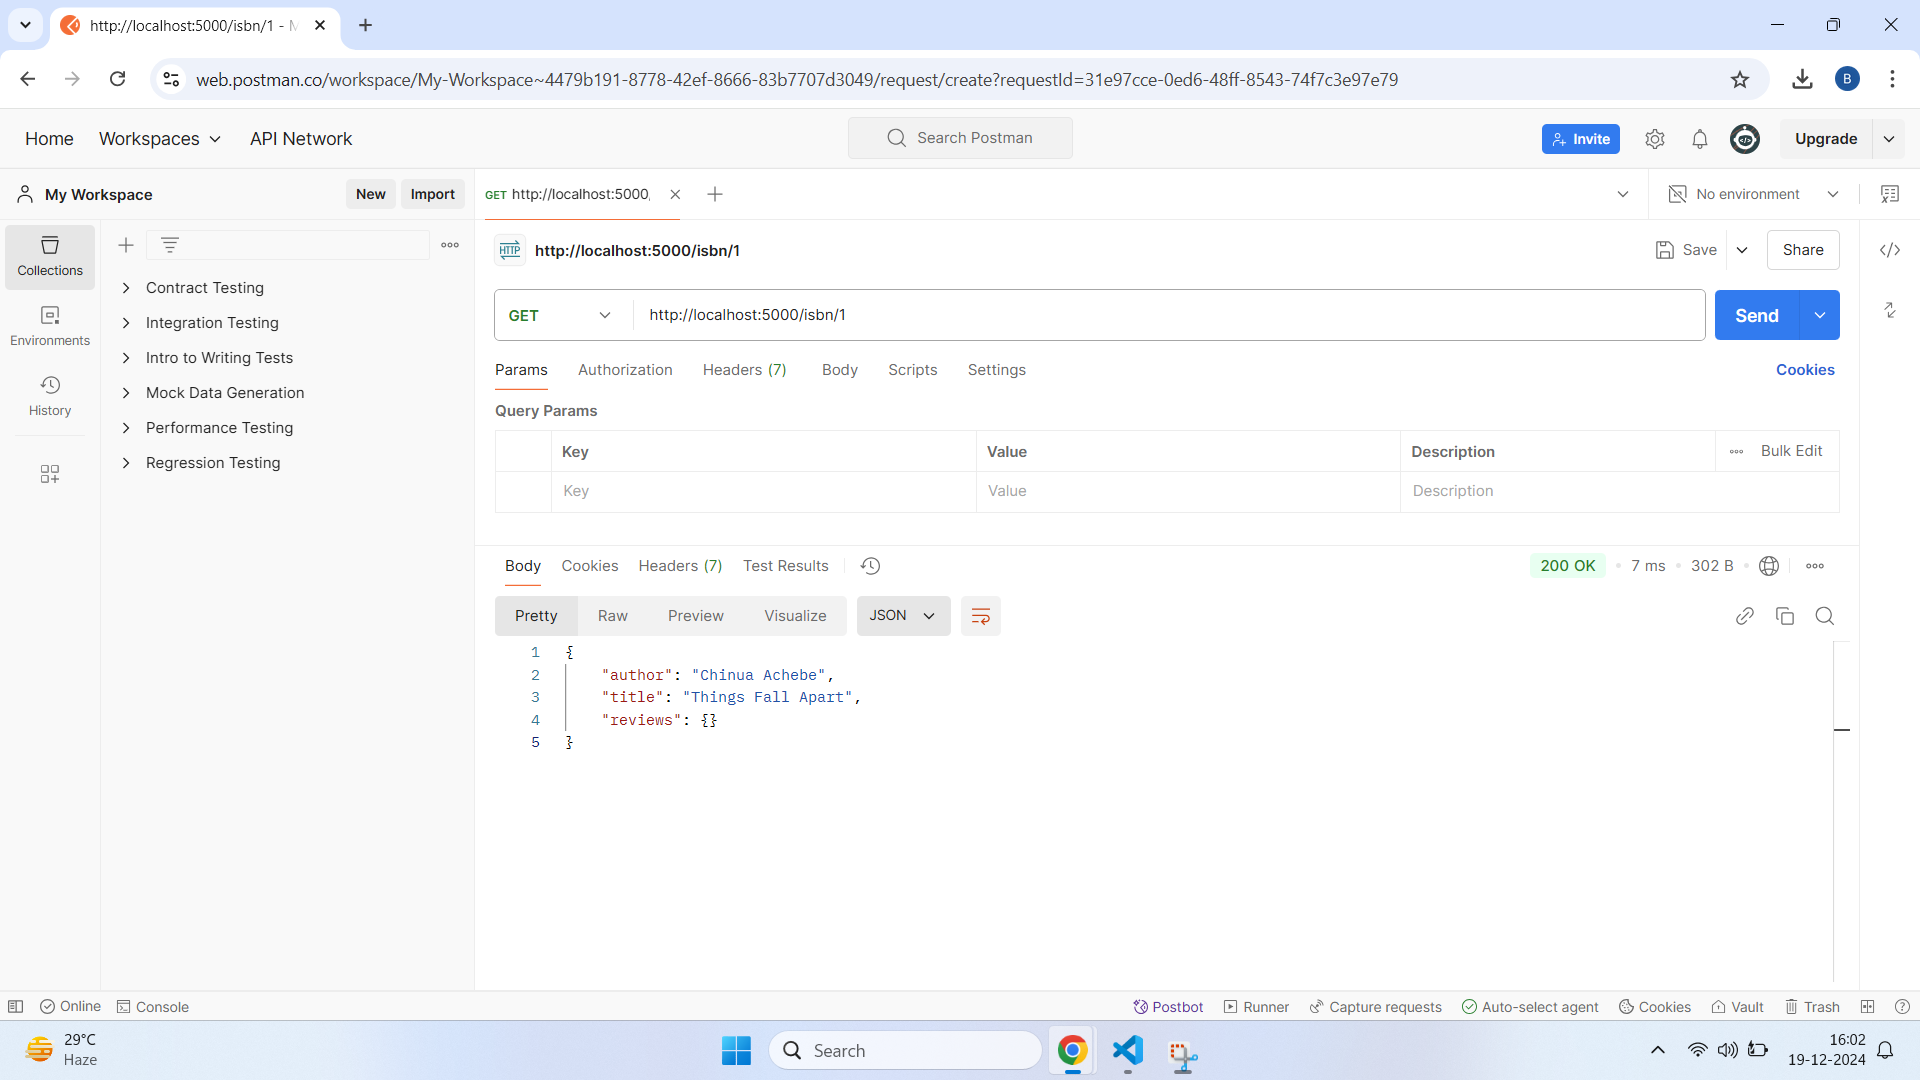 http://localhost:5000/isbn/1 - M
web.postman.co/workspace/My-Workspace~4479b191-8778-42ef-8666-83b7707d3049/request/create?requestId=31e97cce-0ed6-48ff-8543-74f7c3e97e79
B
Home Workspaces API Network Search Postman Invite Upgrade
My Workspace New Import GET http://localhost:5000, No environment
Collections
Environments
History
Contract Testing
Integration Testing
Intro to Writing Tests
Mock Data Generation
Performance Testing
Regression Testing
HTTP http://localhost:5000/isbn/1 Save Share
GET http://localhost:5000/isbn/1 Send
Params Authorization Headers (7) Body Scripts Settings Cookies
Query Params
Key Value Description Bulk Edit
Key Value Description
Body Cookies Headers (7) Test Results 200 OK 7 ms 302 B
Pretty Raw Preview Visualize JSON
1 {
2 "author": "Chinua Achebe",
3 "title": "Things Fall Apart",
4 "reviews": {}
5 }
Online Console Postbot Runner Capture requests Auto-select agent Cookies Vault Trash
29°C
Haze
Search
16:02
19-12-2024